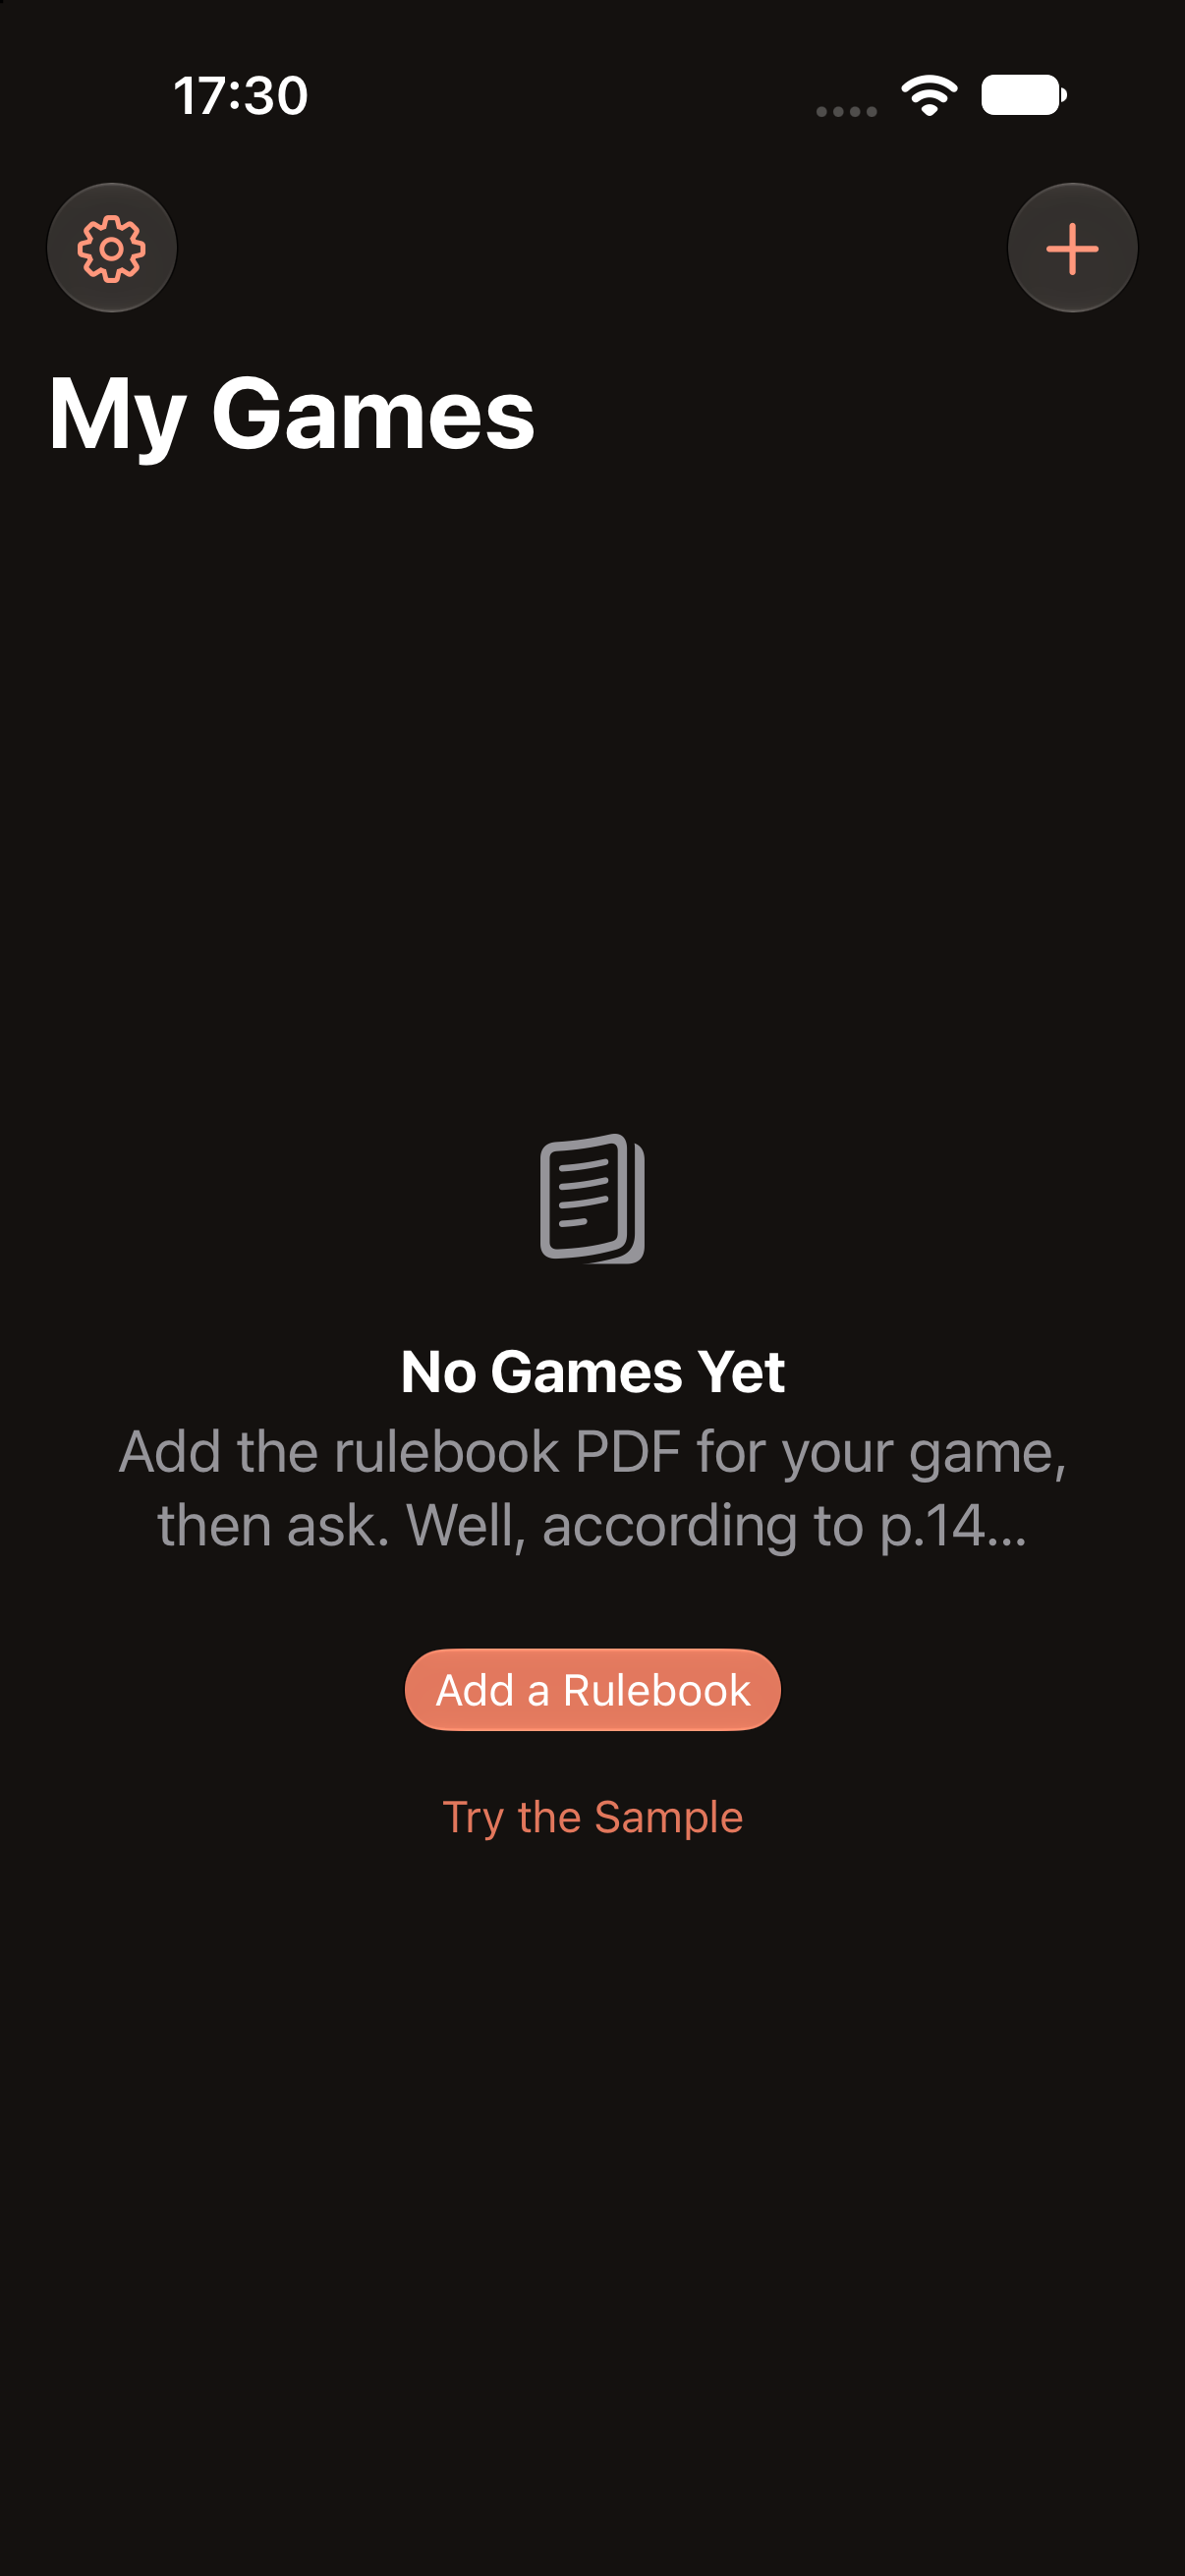 17:30
My Games
No Games Yet
Add the rulebook PDF for your game,
then ask. Well, according to p.14...
Add a Rulebook
Try the Sample